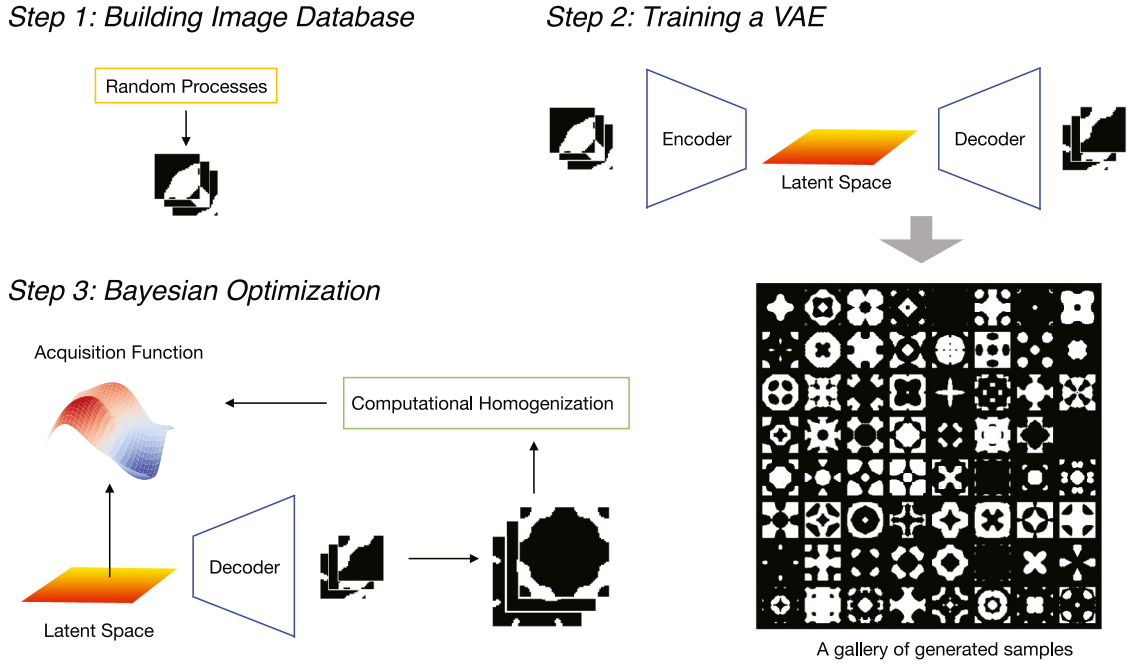 Step 1: Building Image Database
Random Processes
Step 2: Training a VAE
Encoder
Latent Space
Decoder
Step 3: Bayesian Optimization
Acquisition Function
Computational Homogenization
Decoder
Latent Space
A gallery of generated samples